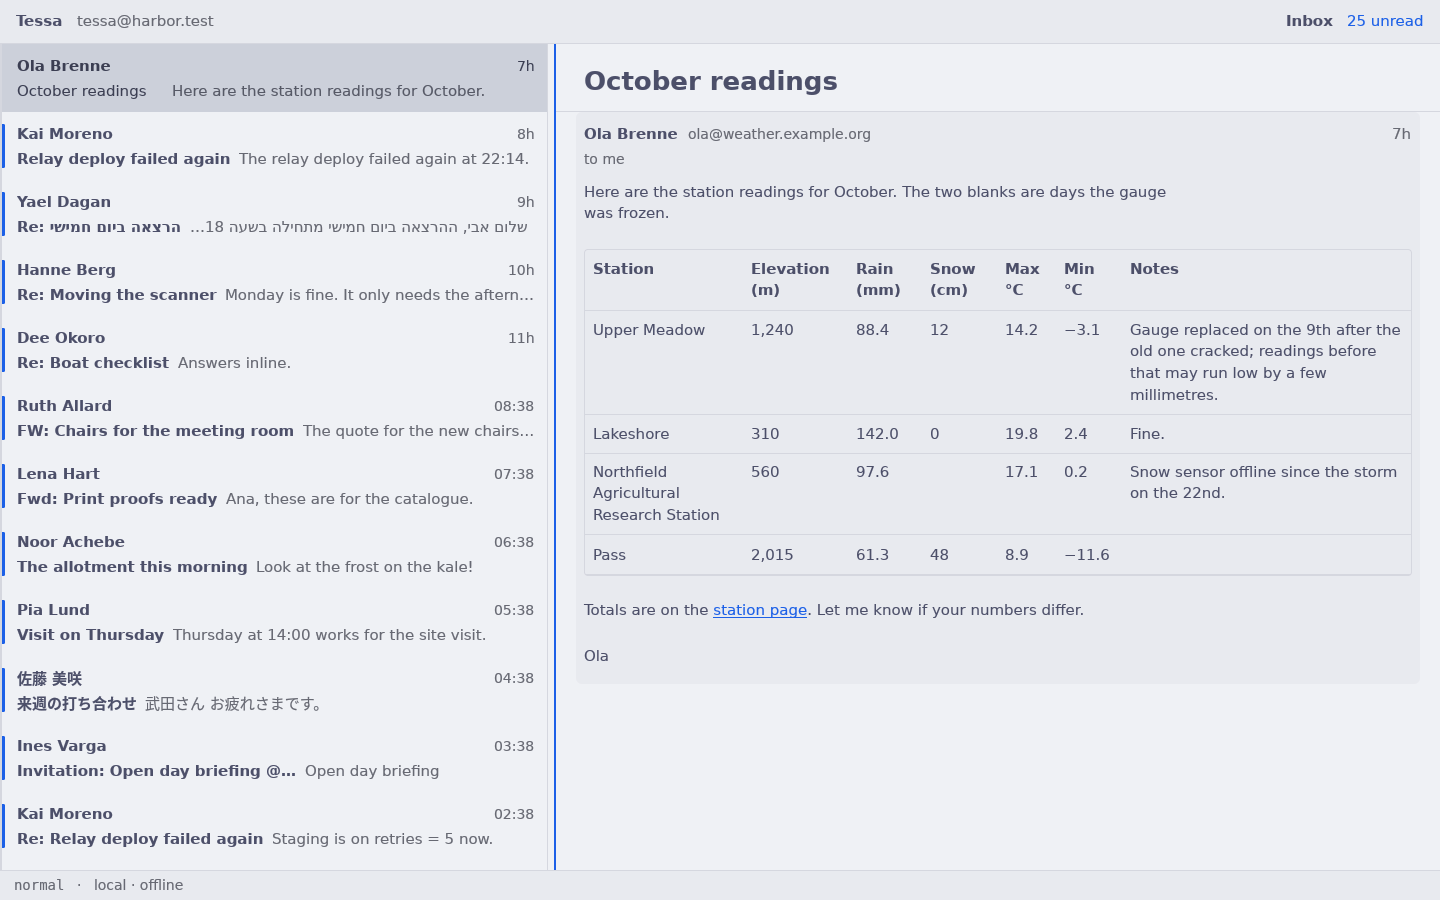 Tessa tessa@harbor.test Inbox 25 unread
Ola Brenne 7h
October readings Here are the station readings for October.
Kai Moreno 8h
Relay deploy failed again The relay deploy failed again at 22:14.
Yael Dagan 9h
Re: הרצאה ביום חמישי שלום אבי, ההרצאה ביום חמישי מתחילה בשעה 18…
Hanne Berg 10h
Re: Moving the scanner Monday is fine. It only needs the aftern…
Dee Okoro 11h
Re: Boat checklist Answers inline.
Ruth Allard 08:38
FW: Chairs for the meeting room The quote for the new chairs…
Lena Hart 07:38
Fwd: Print proofs ready Ana, these are for the catalogue.
Noor Achebe 06:38
The allotment this morning Look at the frost on the kale!
Pia Lund 05:38
Visit on Thursday Thursday at 14:00 works for the site visit.
佐藤 美咲 04:38
来週の打ち合わせ 武田さん お疲れさまです。
Ines Varga 03:38
Invitation: Open day briefing @… Open day briefing
Kai Moreno 02:38
Re: Relay deploy failed again Staging is on retries = 5 now.
October readings
Ola Brenne ola@weather.example.org 7h
to me
Here are the station readings for October. The two blanks are days the gauge
was frozen.
Station Elevation Rain Snow Max Min Notes
(m) (mm) (cm) °C °C
Upper Meadow 1,240 88.4 12 14.2 −3.1 Gauge replaced on the 9th after the
old one cracked; readings before
that may run low by a few
millimetres.
Lakeshore 310 142.0 0 19.8 2.4 Fine.
Northfield 560 97.6 17.1 0.2 Snow sensor offline since the storm
Agricultural on the 22nd.
Research Station
Pass 2,015 61.3 48 8.9 −11.6
Totals are on the station page. Let me know if your numbers differ.
Ola
normal · local · offline